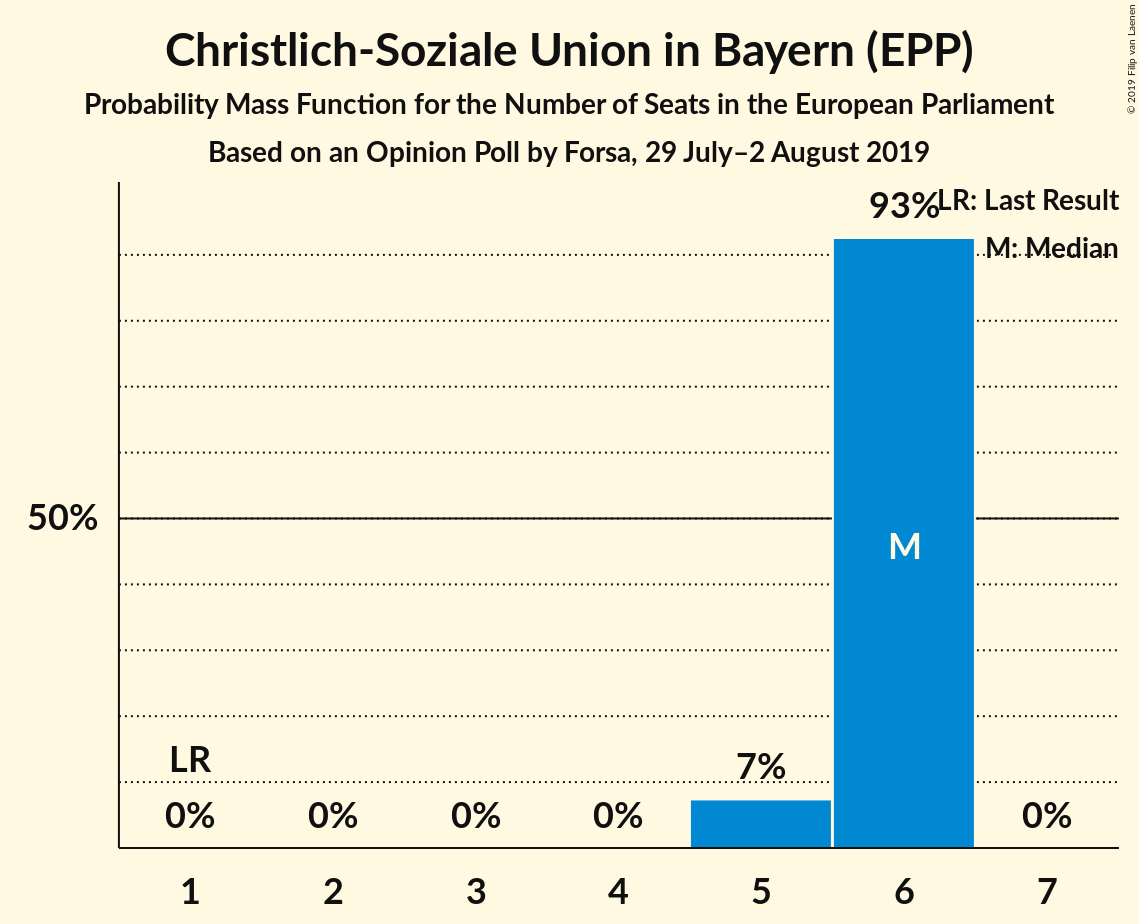 Christlich-Soziale Union in Bayern (EPP)
Probability Mass Function for the Number of Seats in the European Parliament
Based on an Opinion Poll by Forsa, 29 July–2 August 2019
© 2019 Filip van Laenen
93%
LR: Last Result
M: Median
50%
M
LR
7%
0%
0%
0%
0%
0%
1
2
3
4
5
6
7